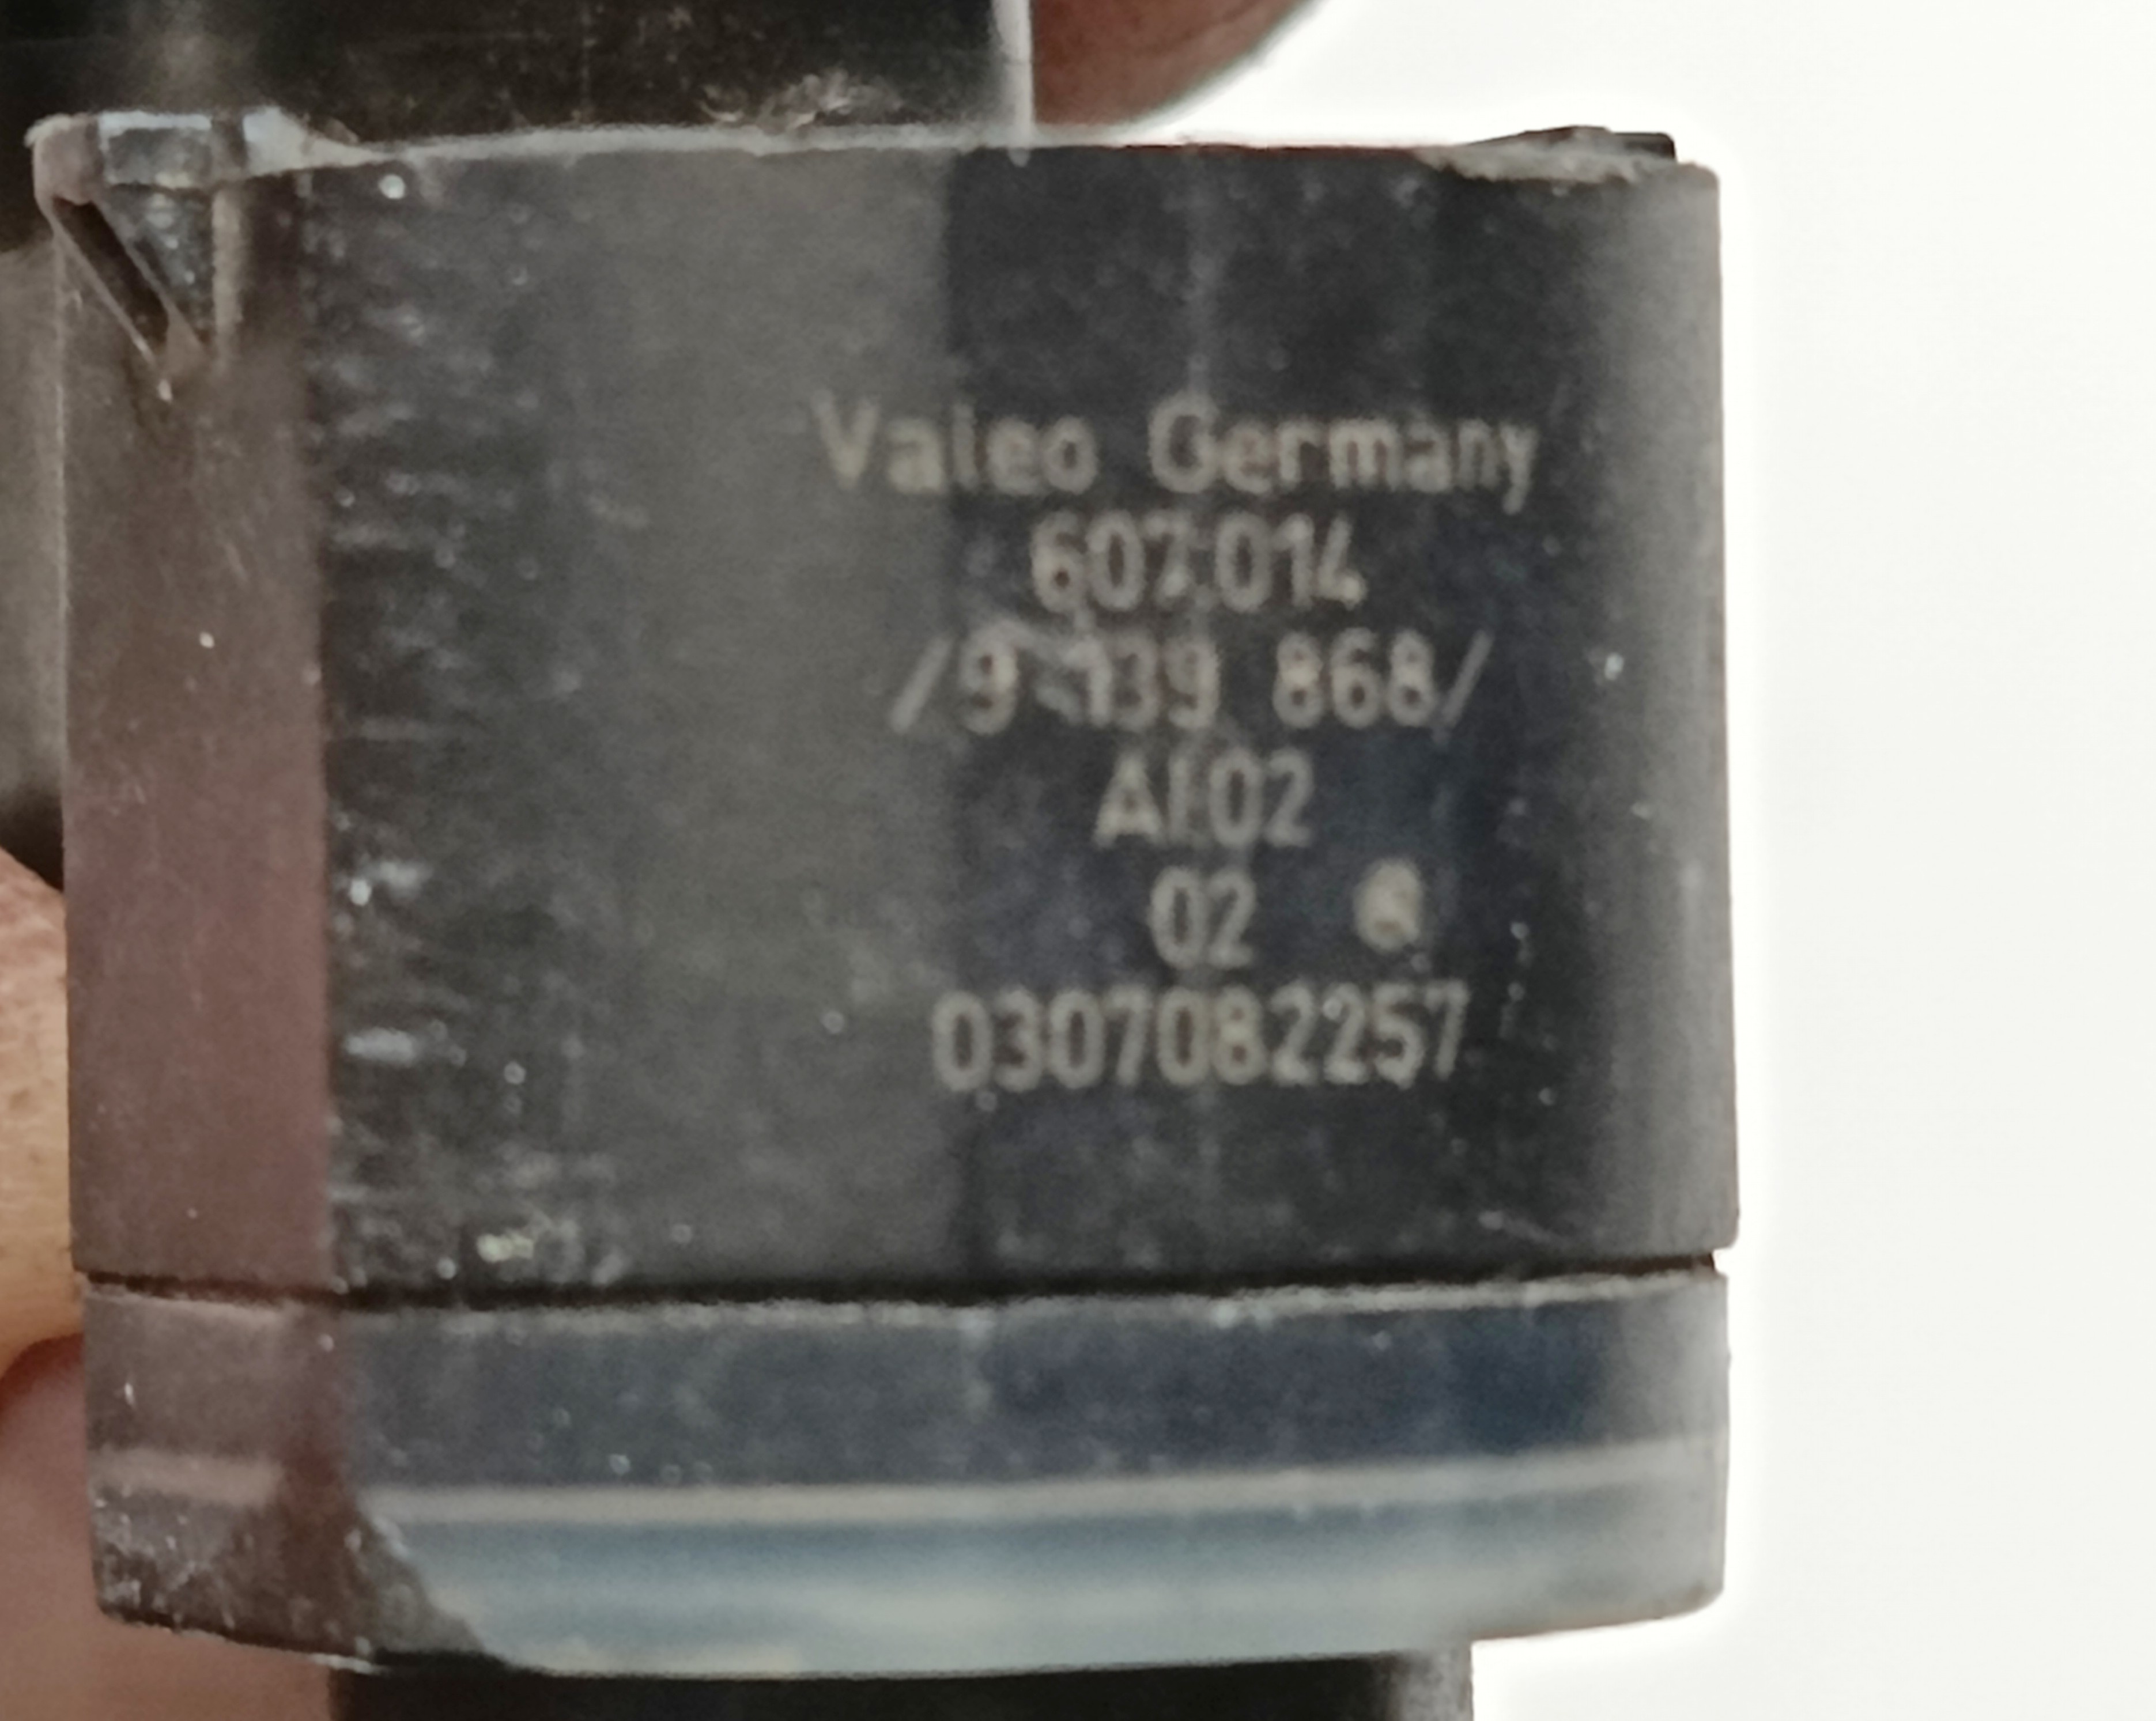 Valeo Germany
607.014
/9 139 868/
AI 02
02
0307082257